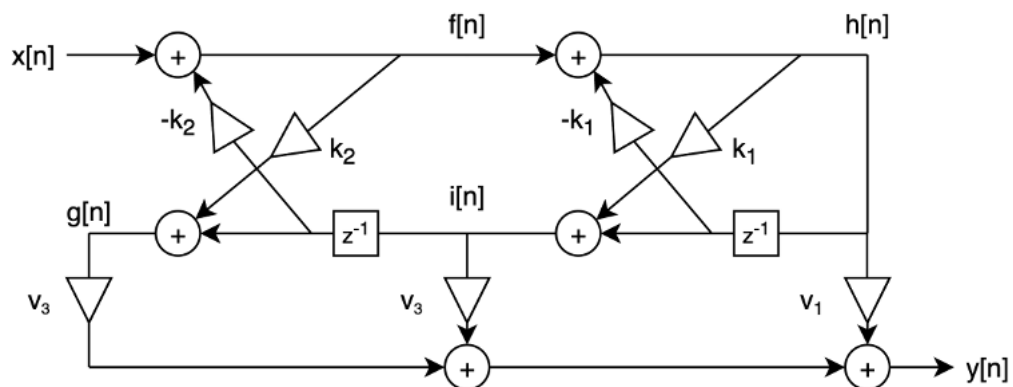 f[n]
h[n]
x[n]
+
+
-k₂
k₂
-k₁
k₁
i[n]
g[n]
+
z⁻¹
+
z⁻¹
v₃
v₃
v₁
+
+
y[n]